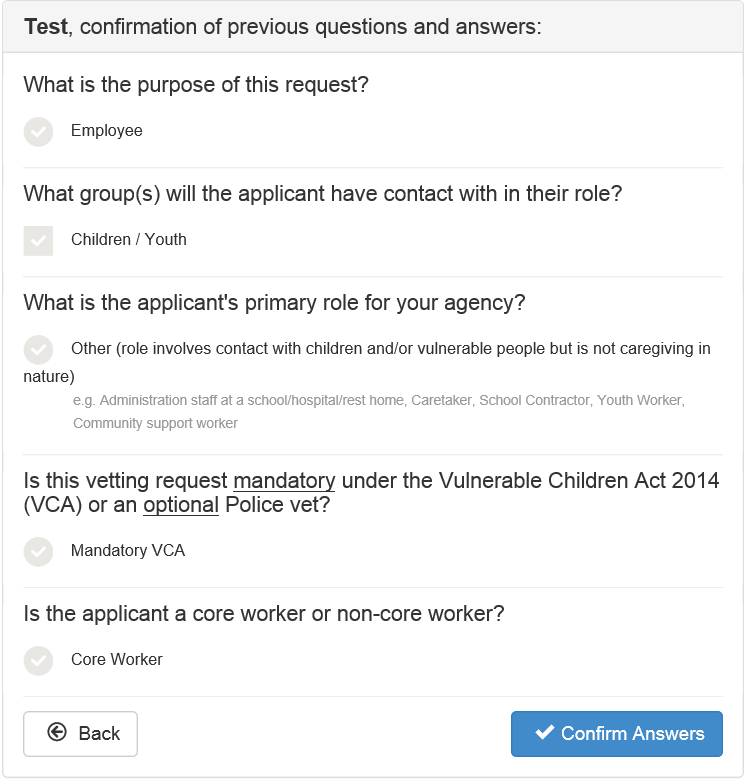 Test, confirmation of previous questions and answers:
What is the purpose of this request?
Employee
What group(s) will the applicant have contact with in their role?
Children / Youth
What is the applicant's primary role for your agency?
Other (role involves contact with children and/or vulnerable people but is not caregiving in
nature)
e.g. Administration staff at a school/hospital/rest home, Caretaker, School Contractor, Youth Worker,
Community support worker
Is this vetting request mandatory under the Vulnerable Children Act 2014
(VCA) or an optional Police vet?
Mandatory VCA
Is the applicant a core worker or non-core worker?
Core Worker
Back
Confirm Answers